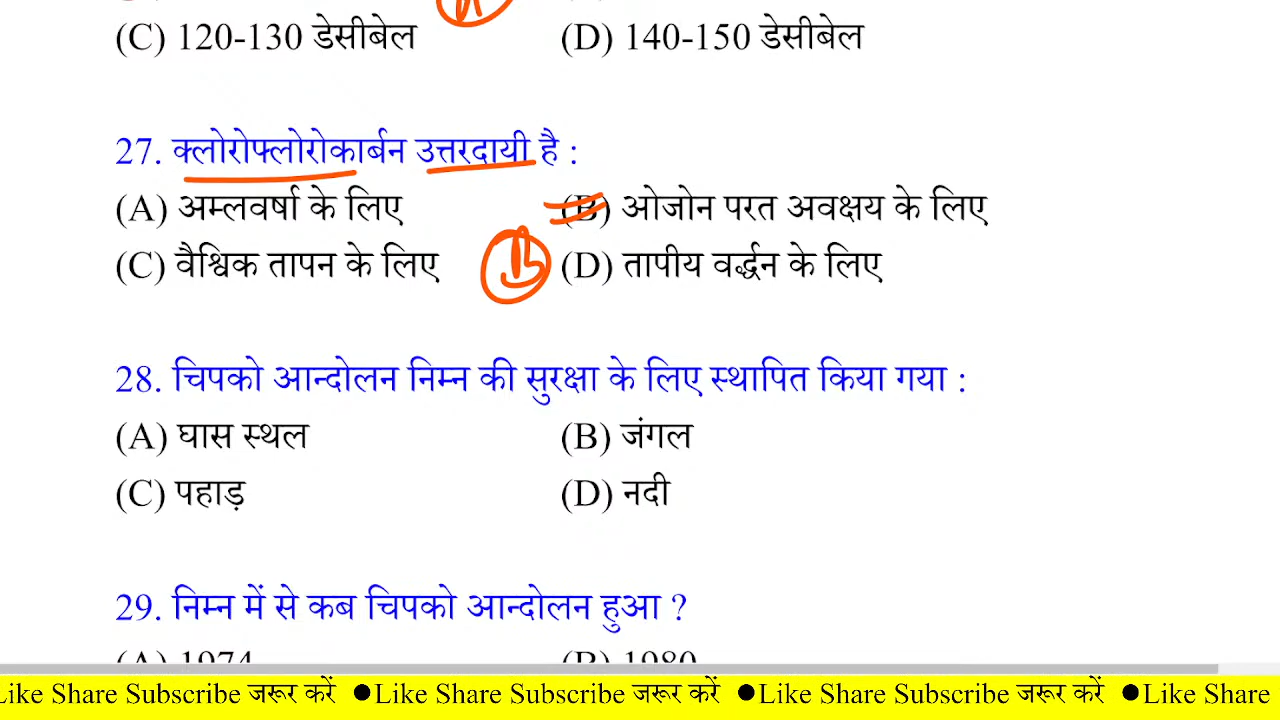 (C) 120-130 डेसीबेल (D) 140-150 डेसीबेल
27. क्लोरोफ्लोरोकार्बन उत्तरदायी है :
(A) अम्लवर्षा के लिए (B) ओजोन परत अवक्षय के लिए
(C) वैश्विक तापन के लिए B (D) तापीय वर्द्धन के लिए
28. चिपको आन्दोलन निम्न की सुरक्षा के लिए स्थापित किया गया :
(A) घास स्थल (B) जंगल
(C) पहाड़ (D) नदी
29. निम्न में से कब चिपको आन्दोलन हुआ ?
(A) 1974 (B) 1980
Like Share Subscribe जरूर करें ●Like Share Subscribe जरूर करें ●Like Share Subscribe जरूर करें ●Like Share